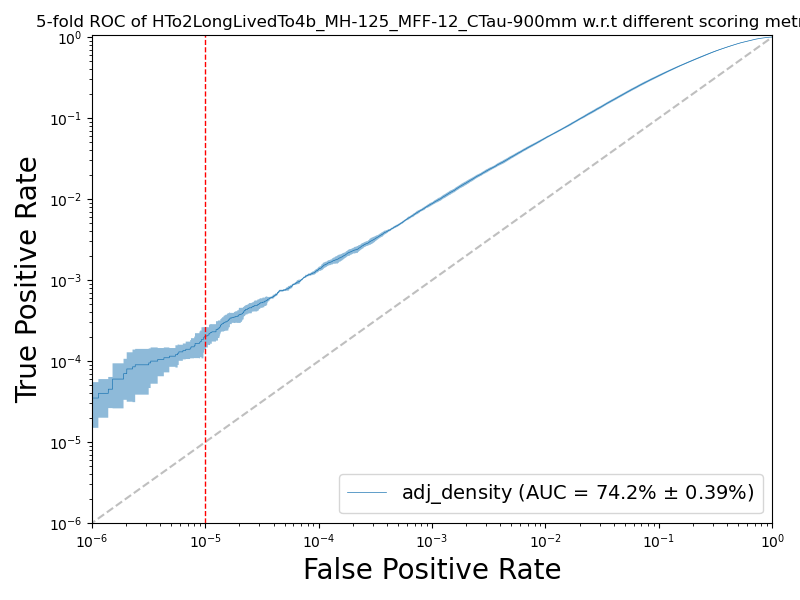 5-fold ROC of HTo2LongLivedTo4b_MH-125_MFF-12_CTau-900mm w.r.t different scoring metr
True Positive Rate
10⁰
10⁻¹
10⁻²
10⁻³
10⁻⁴
10⁻⁵
10⁻⁶
adj_density (AUC = 74.2% ± 0.39%)
10⁻⁶ 10⁻⁵ 10⁻⁴ 10⁻³ 10⁻² 10⁻¹ 10⁰
False Positive Rate